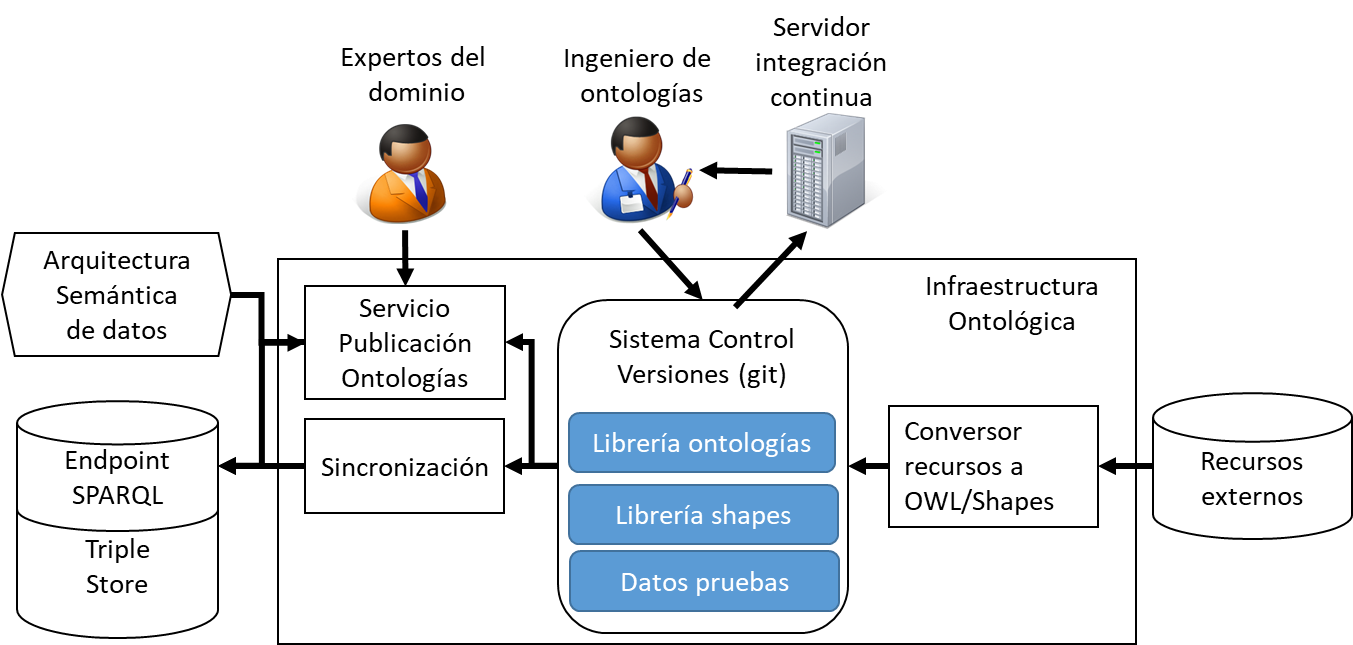 Expertos del
dominio
Ingeniero de
ontologías
Servidor
integración
continua
Arquitectura
Semántica
de datos
Servicio
Publicación
Ontologías
Sistema Control
Versiones (git)
Infraestructura
Ontológica
Librería ontologías
Librería shapes
Datos pruebas
Sincronización
Conversor
recursos a
OWL/Shapes
Recursos
externos
Endpoint
SPARQL
Triple
Store